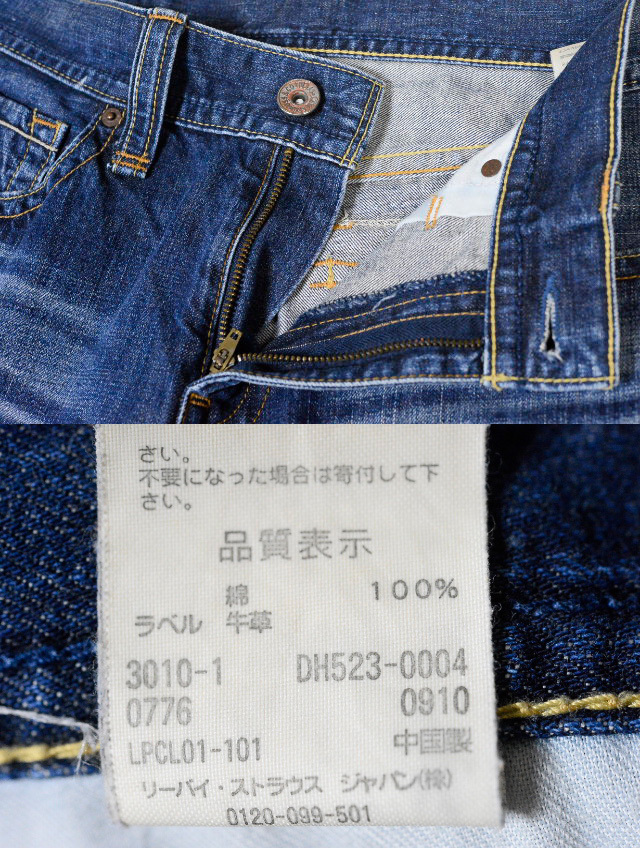 さい。
不要になった場合は寄付して下
さい。
品質表示
綿 100%
ラベル 牛革
3010-1 DH523-0004
0776 0910
LPCL01-101 中国製
リーバイ・ストラウス ジャパン(株)
0120-099-501